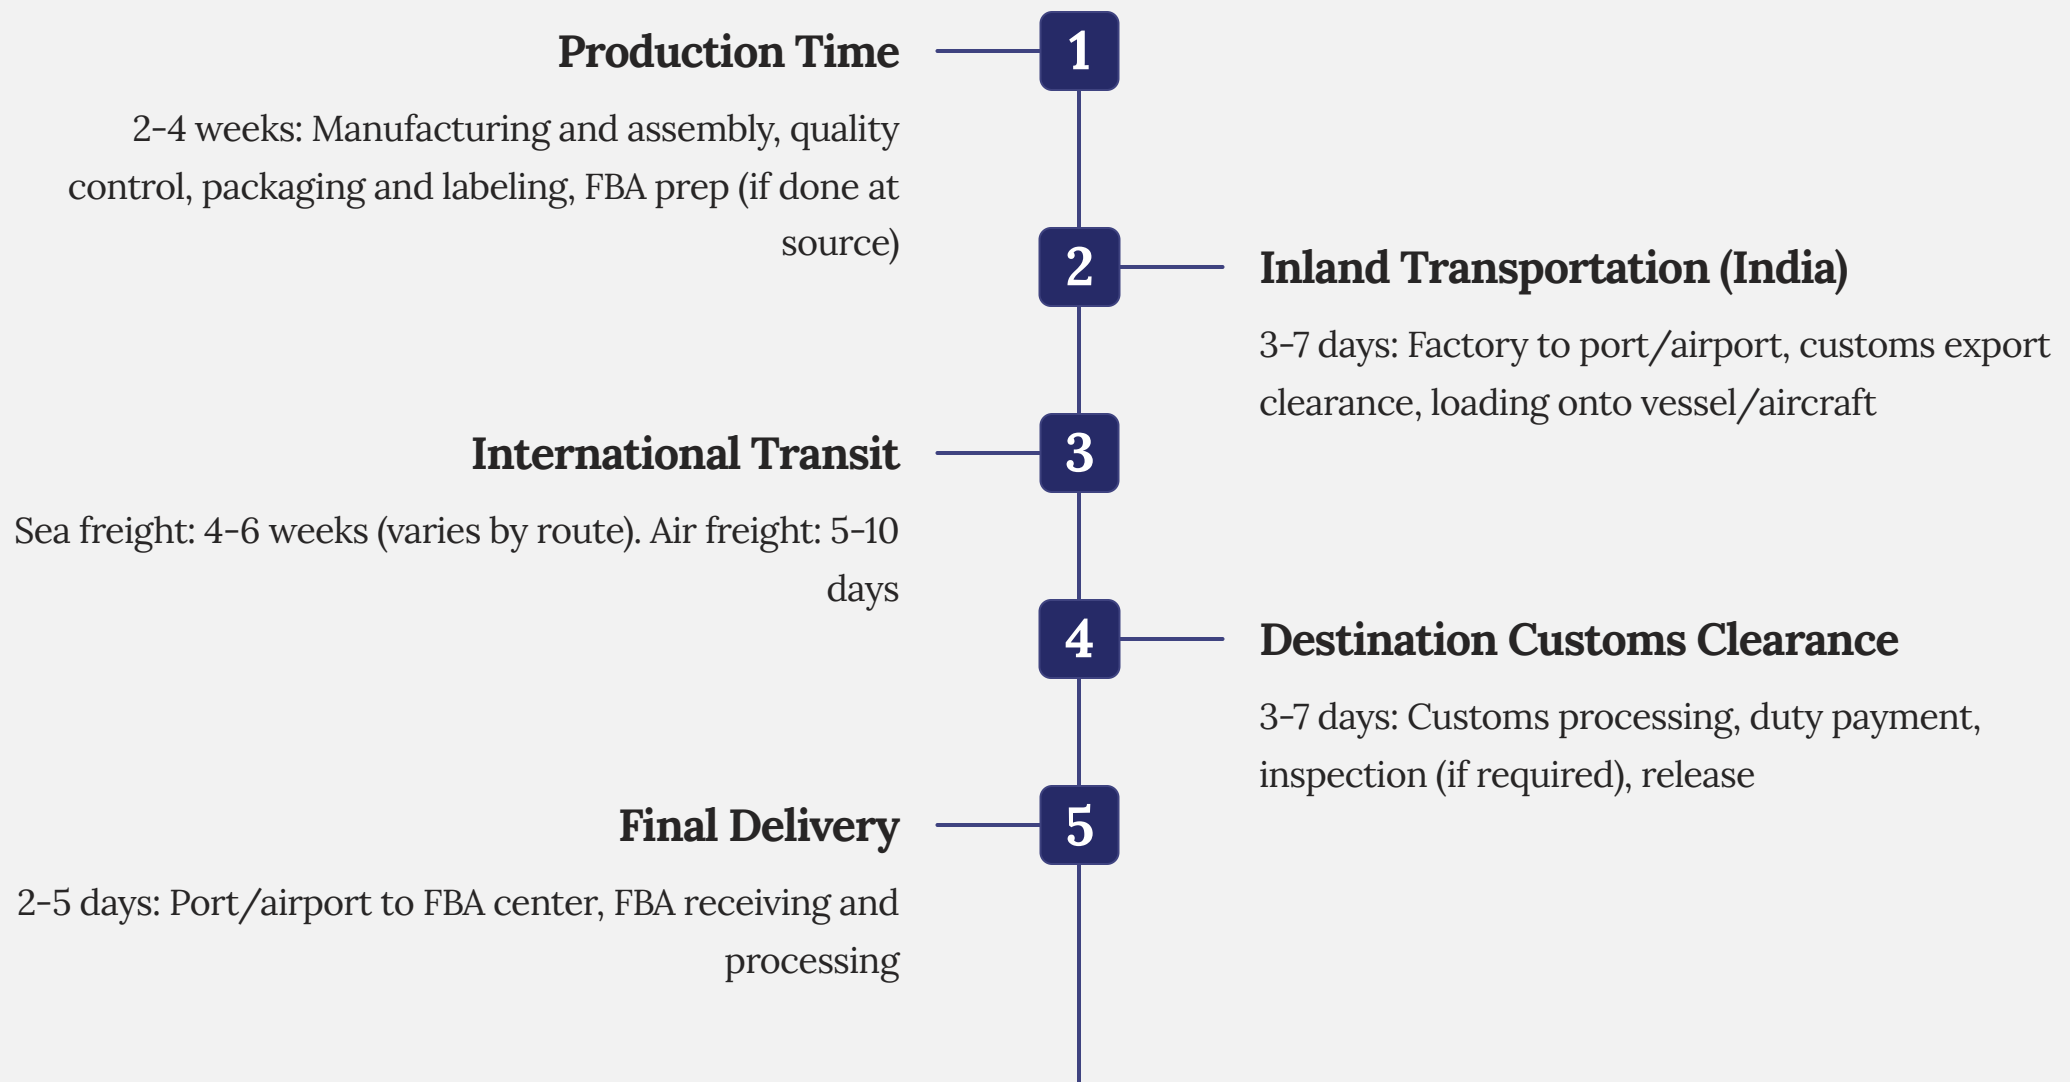 1
Production Time
2-4 weeks: Manufacturing and assembly, quality
control, packaging and labeling, FBA prep (if done at
source)
2
Inland Transportation (India)
3-7 days: Factory to port/airport, customs export
clearance, loading onto vessel/aircraft
3
International Transit
Sea freight: 4-6 weeks (varies by route). Air freight: 5-10
days
4
Destination Customs Clearance
3-7 days: Customs processing, duty payment,
inspection (if required), release
5
Final Delivery
2-5 days: Port/airport to FBA center, FBA receiving and
processing